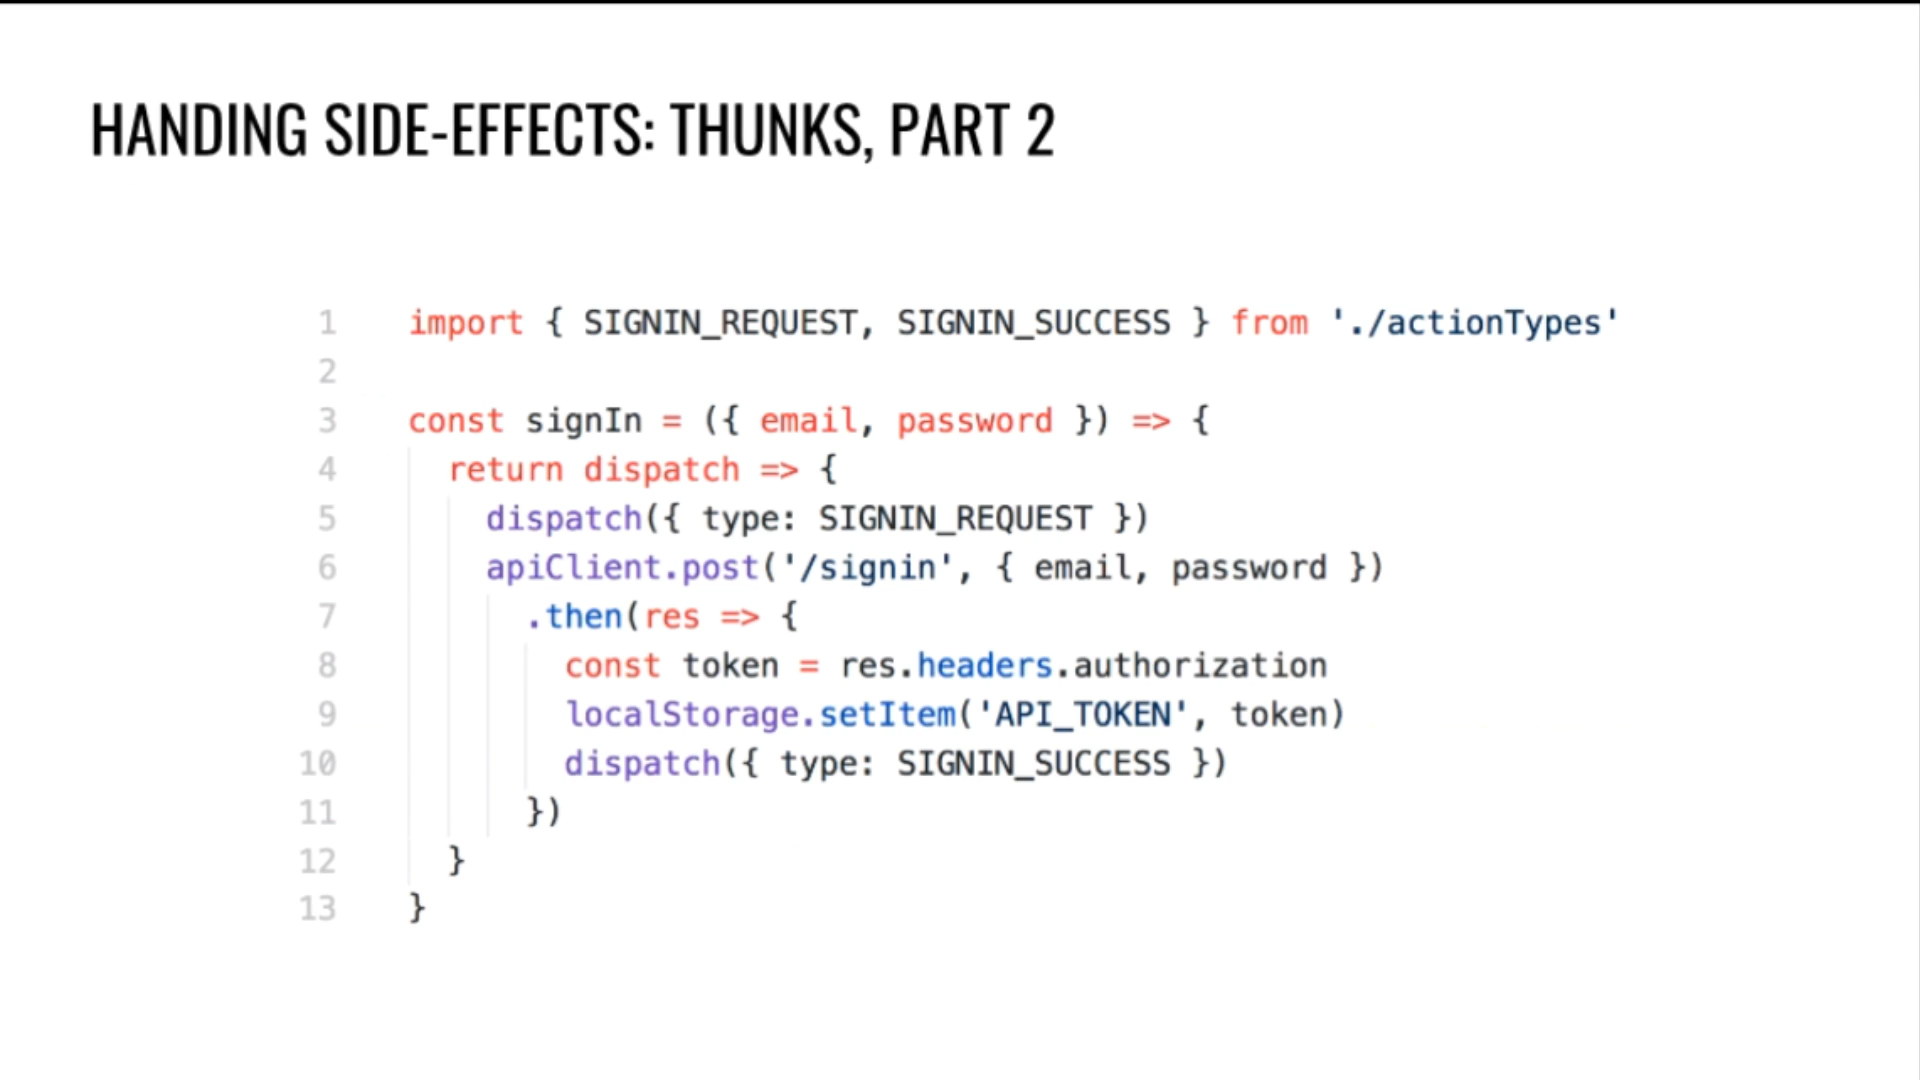 HANDING SIDE-EFFECTS: THUNKS, PART 2
1 import { SIGNIN_REQUEST, SIGNIN_SUCCESS } from './actionTypes'
2
3 const signIn = ({ email, password }) => {
4 return dispatch => {
5 dispatch({ type: SIGNIN_REQUEST })
6 apiClient.post('/signin', { email, password })
7 .then(res => {
8 const token = res.headers.authorization
9 localStorage.setItem('API_TOKEN', token)
10 dispatch({ type: SIGNIN_SUCCESS })
11 })
12 }
13 }